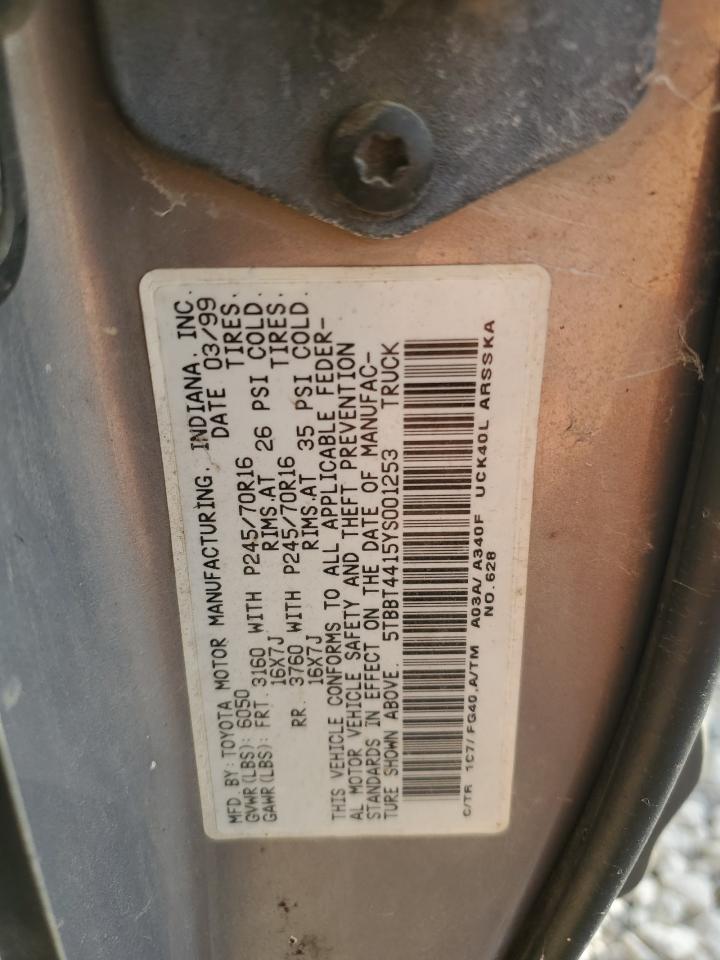 MFD. BY: TOYOTA MOTOR MANUFACTURING, INDIANA, INC.
GVWR(LBS): 6050 DATE 03/99
GAWR(LBS): FRT. 3160 WITH P245/70R16 TIRES.
16X7J RIMS.AT 26 PSI COLD.
RR. 3760 WITH P245/70R16 TIRES.
16X7J RIMS.AT 35 PSI COLD.
THIS VEHICLE CONFORMS TO ALL APPLICABLE FEDER-
AL MOTOR VEHICLE SAFETY AND THEFT PREVENTION
STANDARDS IN EFFECT ON THE DATE OF MANUFAC-
TURE SHOWN ABOVE. 5TBBT4415YS001253 TRUCK
C/TR 1C7/ FG40 ,A/TM A03A/ A340F UCK40L ARSSKA
NO.628